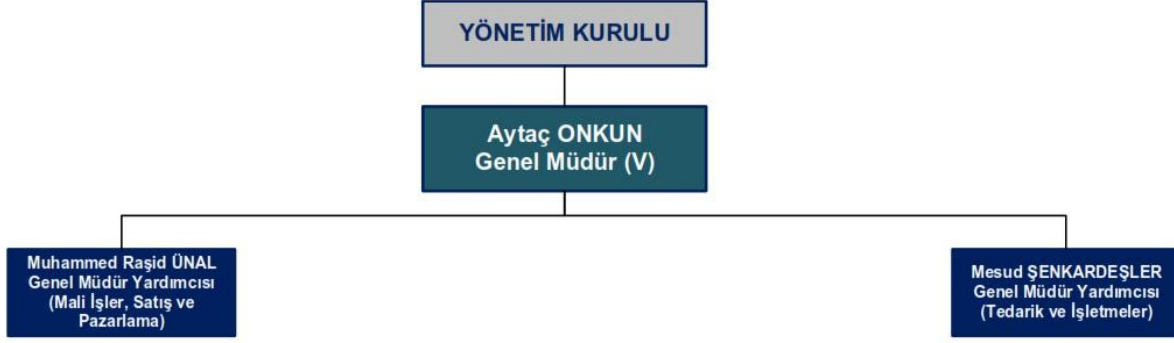 YÖNETİM KURULU
Aytaç ONKUN
Genel Müdür (V)
Muhammed Raşid ÜNAL
Genel Müdür Yardımcısı
(Mali İşler, Satış ve
Pazarlama)
Mesud ŞENKARDEŞLER
Genel Müdür Yardımcısı
(Tedarik ve İşletmeler)